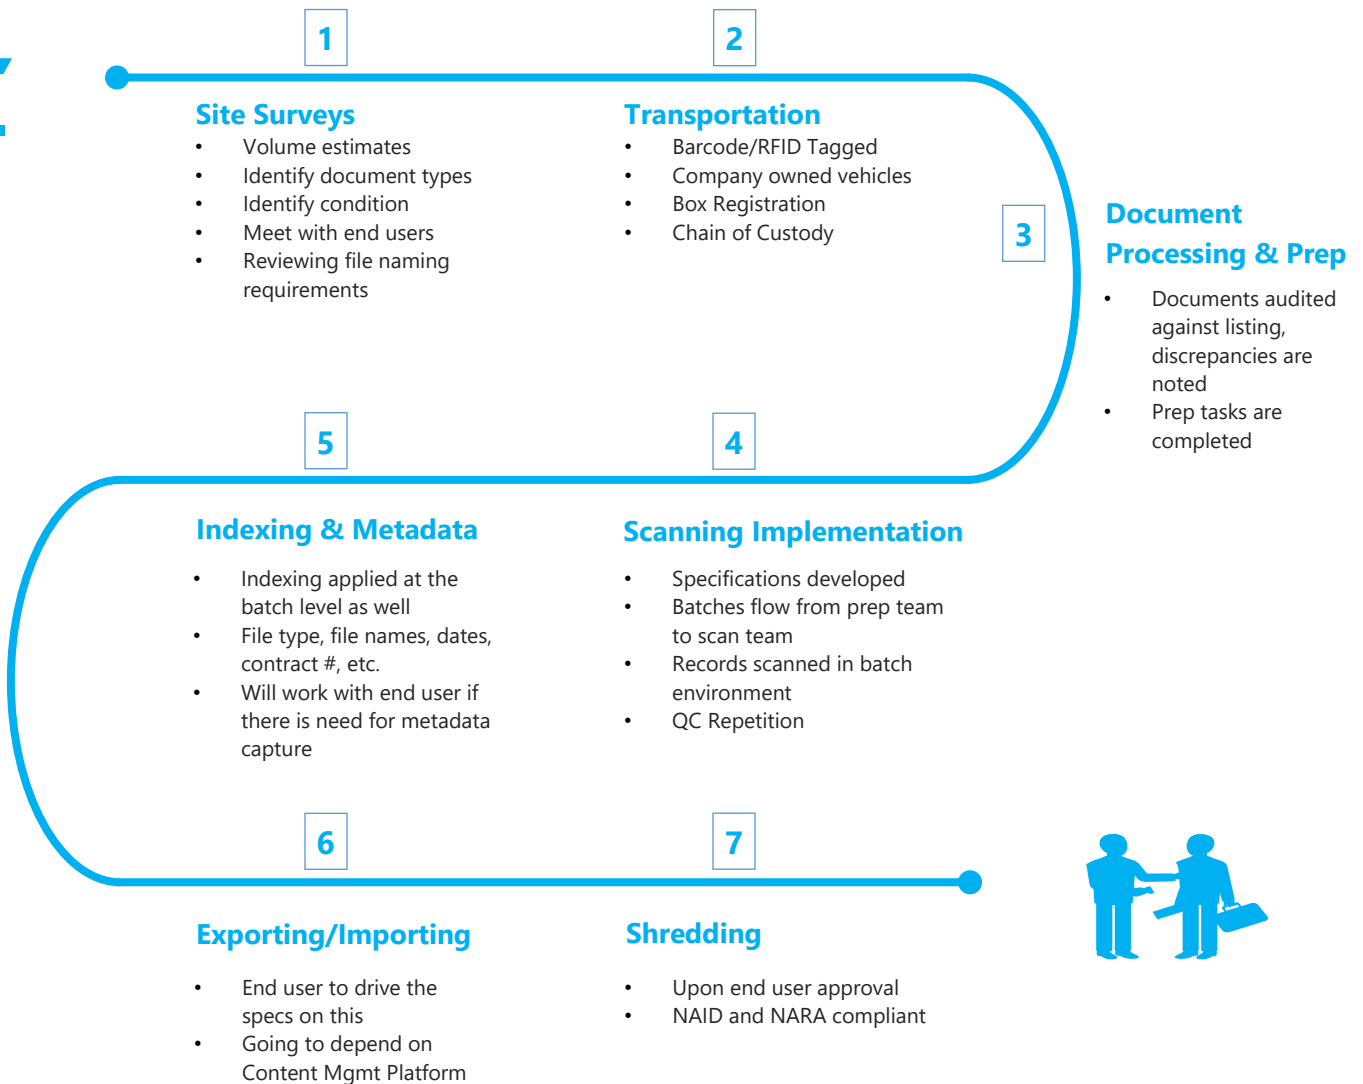 1
Site Surveys
• Volume estimates
• Identify document types
• Identify condition
• Meet with end users
• Reviewing file naming
requirements
2
Transportation
• Barcode/RFID Tagged
• Company owned vehicles
• Box Registration
• Chain of Custody
3
Document
Processing & Prep
• Documents audited
against listing,
discrepancies are
noted
• Prep tasks are
completed
4
Scanning Implementation
• Specifications developed
• Batches flow from prep team
to scan team
• Records scanned in batch
environment
• QC Repetition
5
Indexing & Metadata
• Indexing applied at the
batch level as well
• File type, file names, dates,
contract #, etc.
• Will work with end user if
there is need for metadata
capture
6
Exporting/Importing
• End user to drive the
specs on this
• Going to depend on
Content Mgmt Platform
7
Shredding
• Upon end user approval
• NAID and NARA compliant